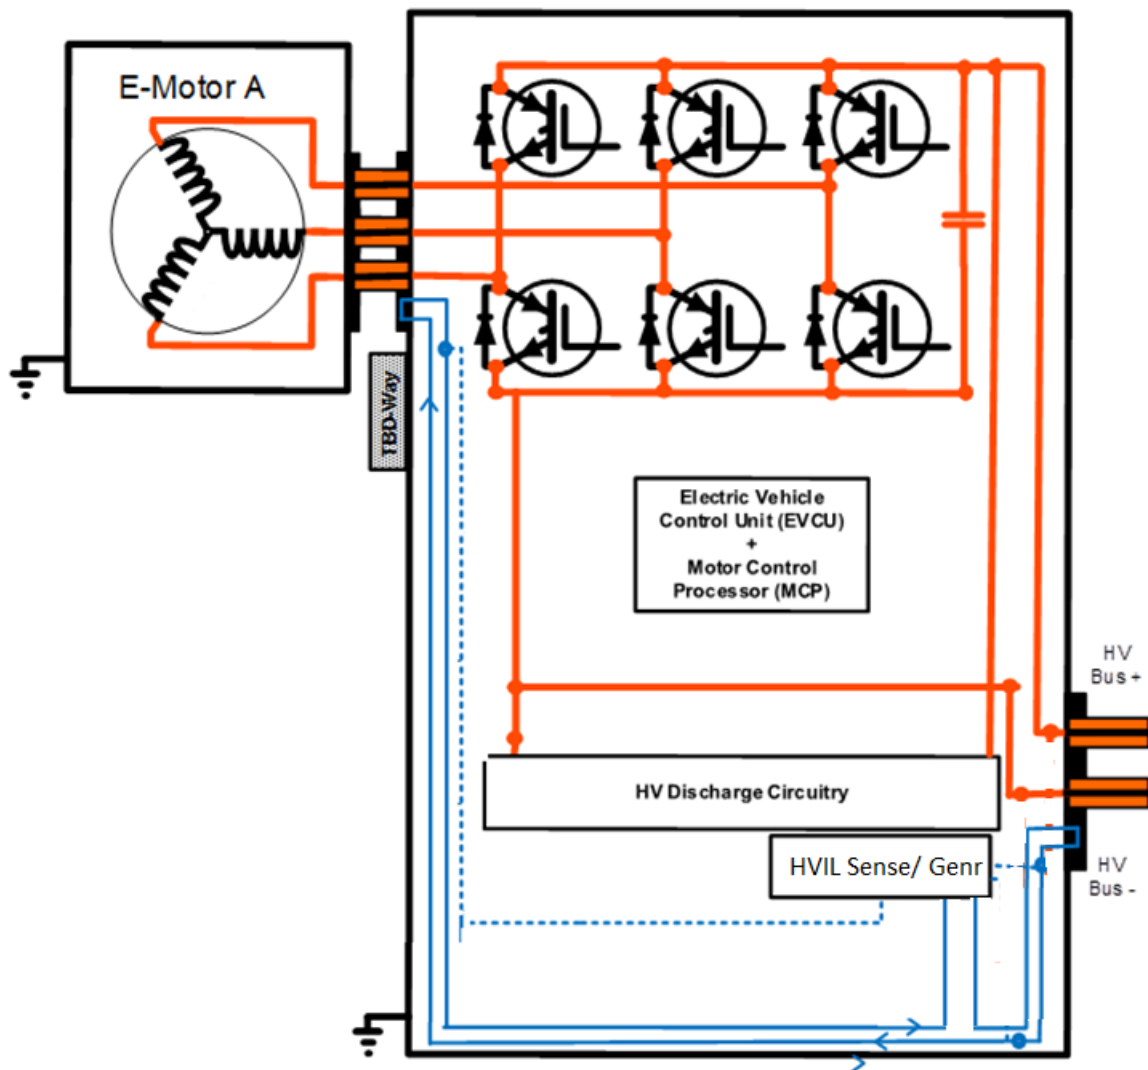 E-Motor A
TBD-Way
Electric Vehicle
Control Unit (EVCU)
+
Motor Control
Processor (MCP)
HV
Bus +
HV Discharge Circuitry
HVIL Sense/ Genr
HV
Bus -